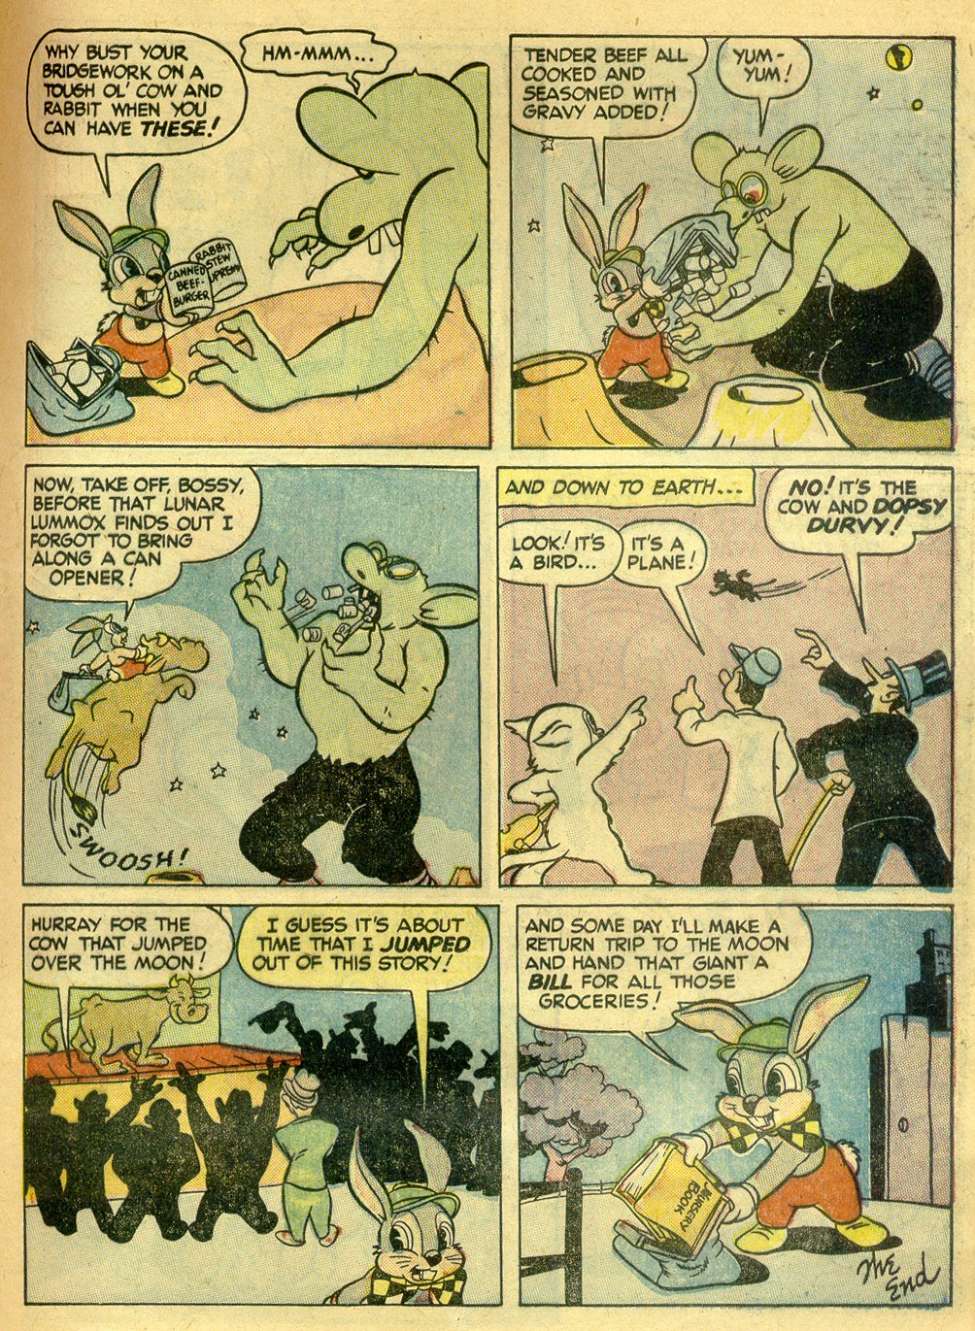 WHY BUST YOUR
BRIDGEWORK ON A
TOUGH OL' COW AND
RABBIT WHEN YOU
CAN HAVE THESE!
HM-MMM...
CANNED
BEEF-
BURGER
RABBIT
STEW
SUPREME
TENDER BEEF ALL
COOKED AND
SEASONED WITH
GRAVY ADDED!
YUM-
YUM!
NOW, TAKE OFF, BOSSY,
BEFORE THAT LUNAR
LUMMOX FINDS OUT I
FORGOT TO BRING
ALONG A CAN
OPENER!
SWOOSH!
AND DOWN TO EARTH...
LOOK! IT'S
A BIRD...
IT'S A
PLANE!
NO! IT'S THE
COW AND DOPSY
DURVY!
HURRAY FOR THE
COW THAT JUMPED
OVER THE MOON!
I GUESS IT'S ABOUT
TIME THAT I JUMPED
OUT OF THIS STORY!
AND SOME DAY I'LL MAKE A
RETURN TRIP TO THE MOON
AND HAND THAT GIANT A
BILL FOR ALL THOSE
GROCERIES!
NURSERY
BOOK
The
End